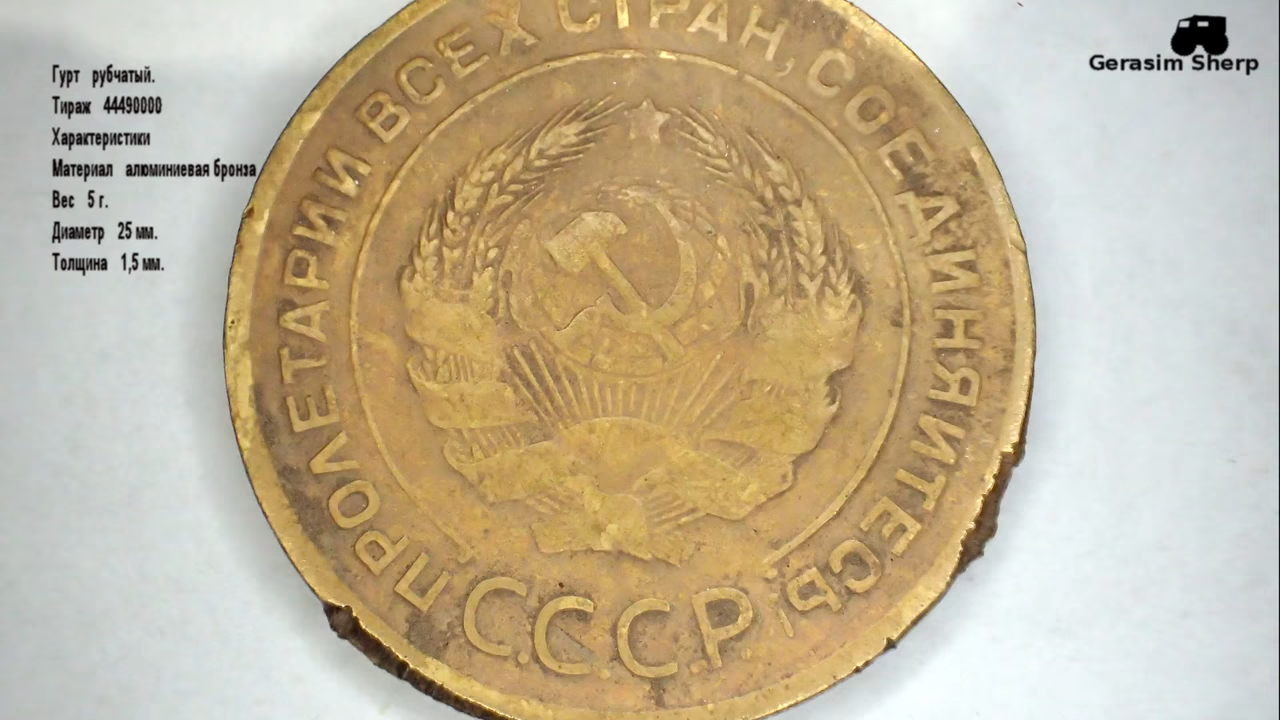 Гурт рубчатый.
Тираж 44490000
Характеристики
Материал алюминиевая бронза
Вес 5 г.
Диаметр 25 мм.
Толщина 1,5 мм.
Gerasim Sherp
ПРОЛЕТАРИИ ВСЕХ СТРАН, СОЕДИНЯЙТЕСЬ!
С.С.С.Р.